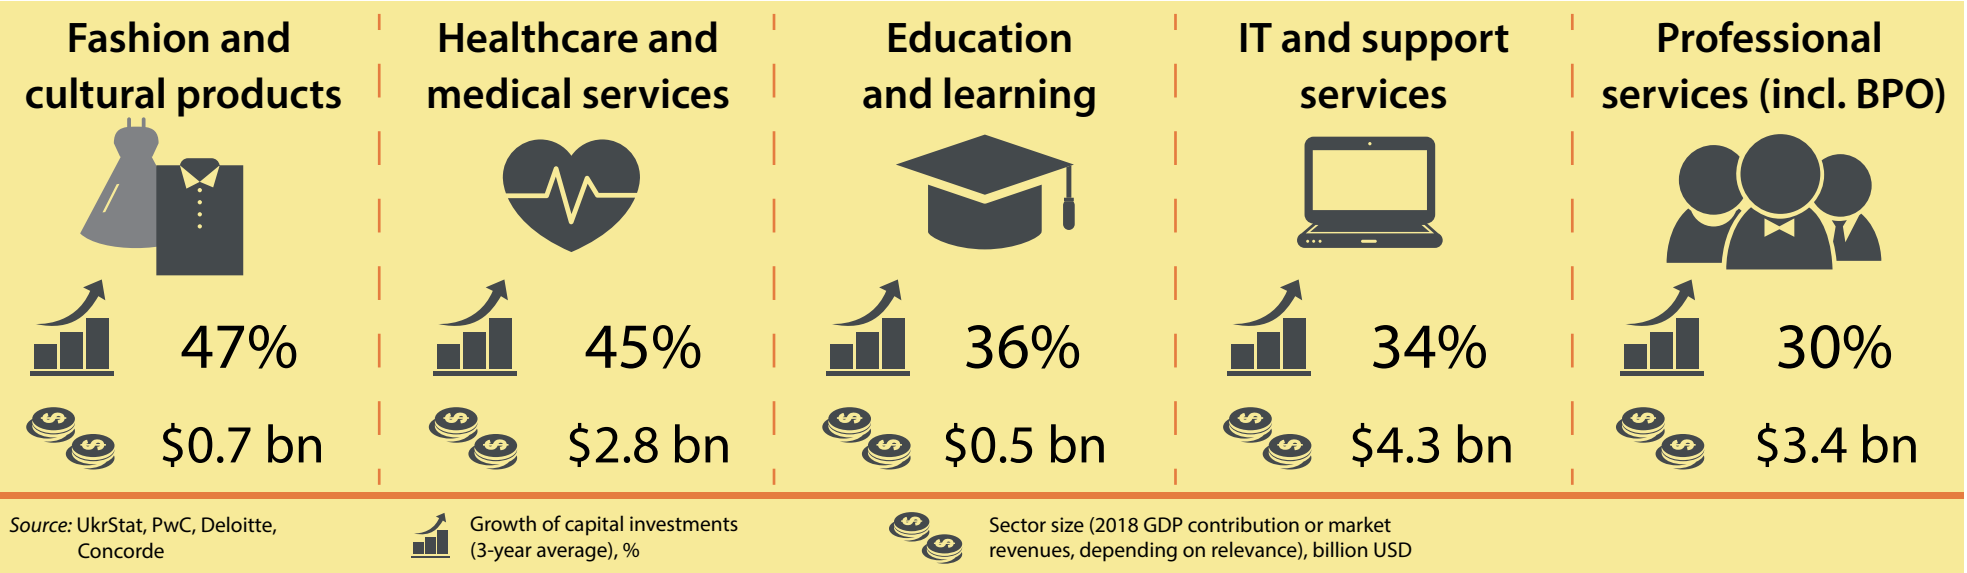 Fashion and
cultural products
47%
$0.7 bn
Healthcare and
medical services
45%
$2.8 bn
Education
and learning
36%
$0.5 bn
IT and support
services
34%
$4.3 bn
Professional
services (incl. BPO)
30%
$3.4 bn
Source: UkrStat, PwC, Deloitte,
Concorde
Growth of capital investments
(3-year average), %
Sector size (2018 GDP contribution or market
revenues, depending on relevance), billion USD